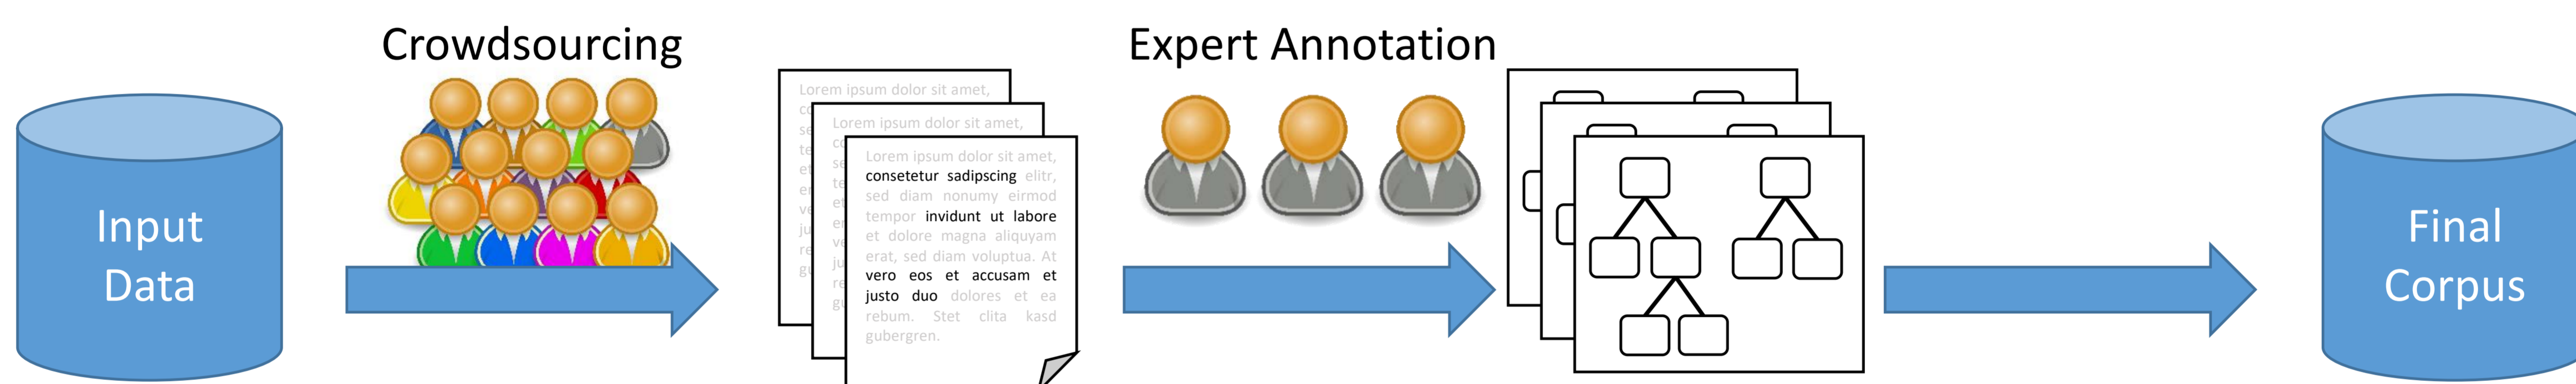 Crowdsourcing
Expert Annotation
Input
Data
Lorem ipsum dolor sit amet,
Lorem ipsum dolor sit amet,
Lorem ipsum dolor sit amet,
consetetur sadipscing elitr,
sed diam nonumy eirmod
tempor invidunt ut labore
et dolore magna aliquyam
erat, sed diam voluptua. At
vero eos et accusam et
justo duo dolores et ea
rebum. Stet clita kasd
gubergren.
Final
Corpus